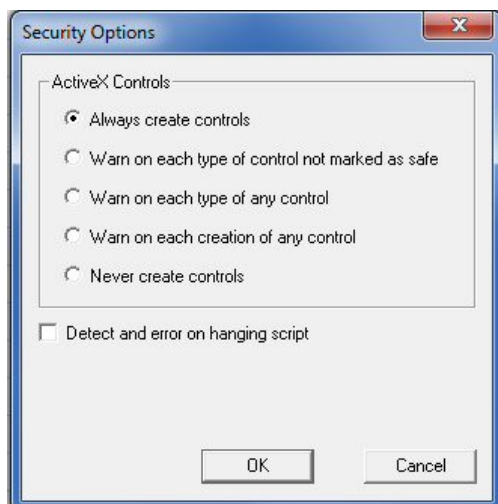 Security Options
ActiveX Controls
Always create controls
Warn on each type of control not marked as safe
Warn on each type of any control
Warn on each creation of any control
Never create controls
Detect and error on hanging script
OK
Cancel